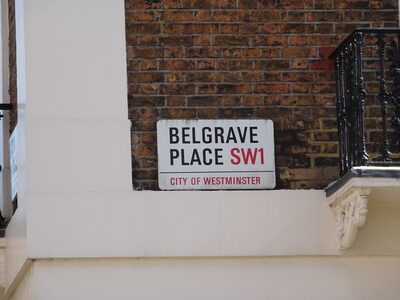 BELGRAVE
PLACE SW1
CITY OF WESTMINSTER